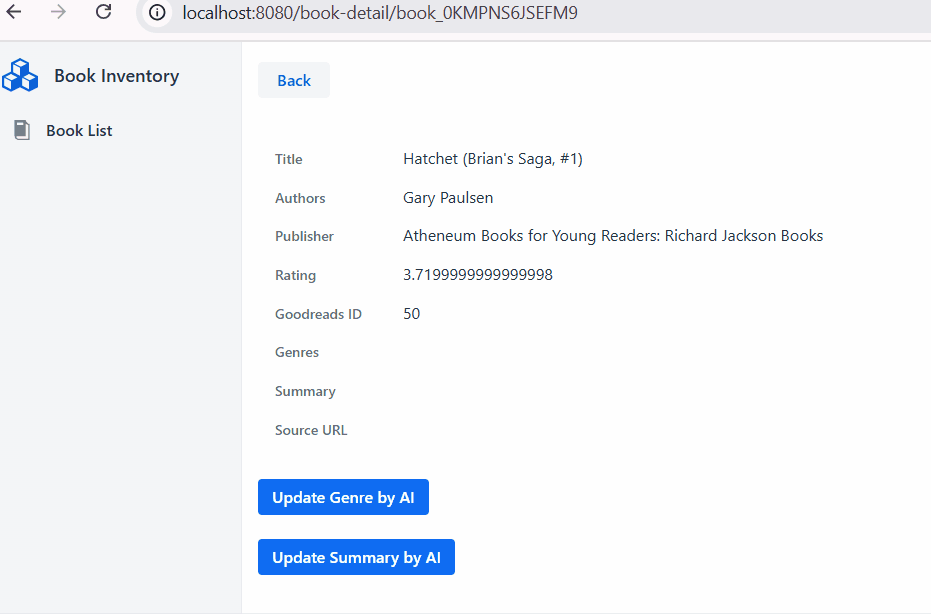 localhost:8080/book-detail/book_0KMPNS6JSEFM9
Book Inventory
Book List
Back
Title Hatchet (Brian's Saga, #1)
Authors Gary Paulsen
Publisher Atheneum Books for Young Readers: Richard Jackson Books
Rating 3.7199999999999998
Goodreads ID 50
Genres
Summary
Source URL
Update Genre by AI
Update Summary by AI